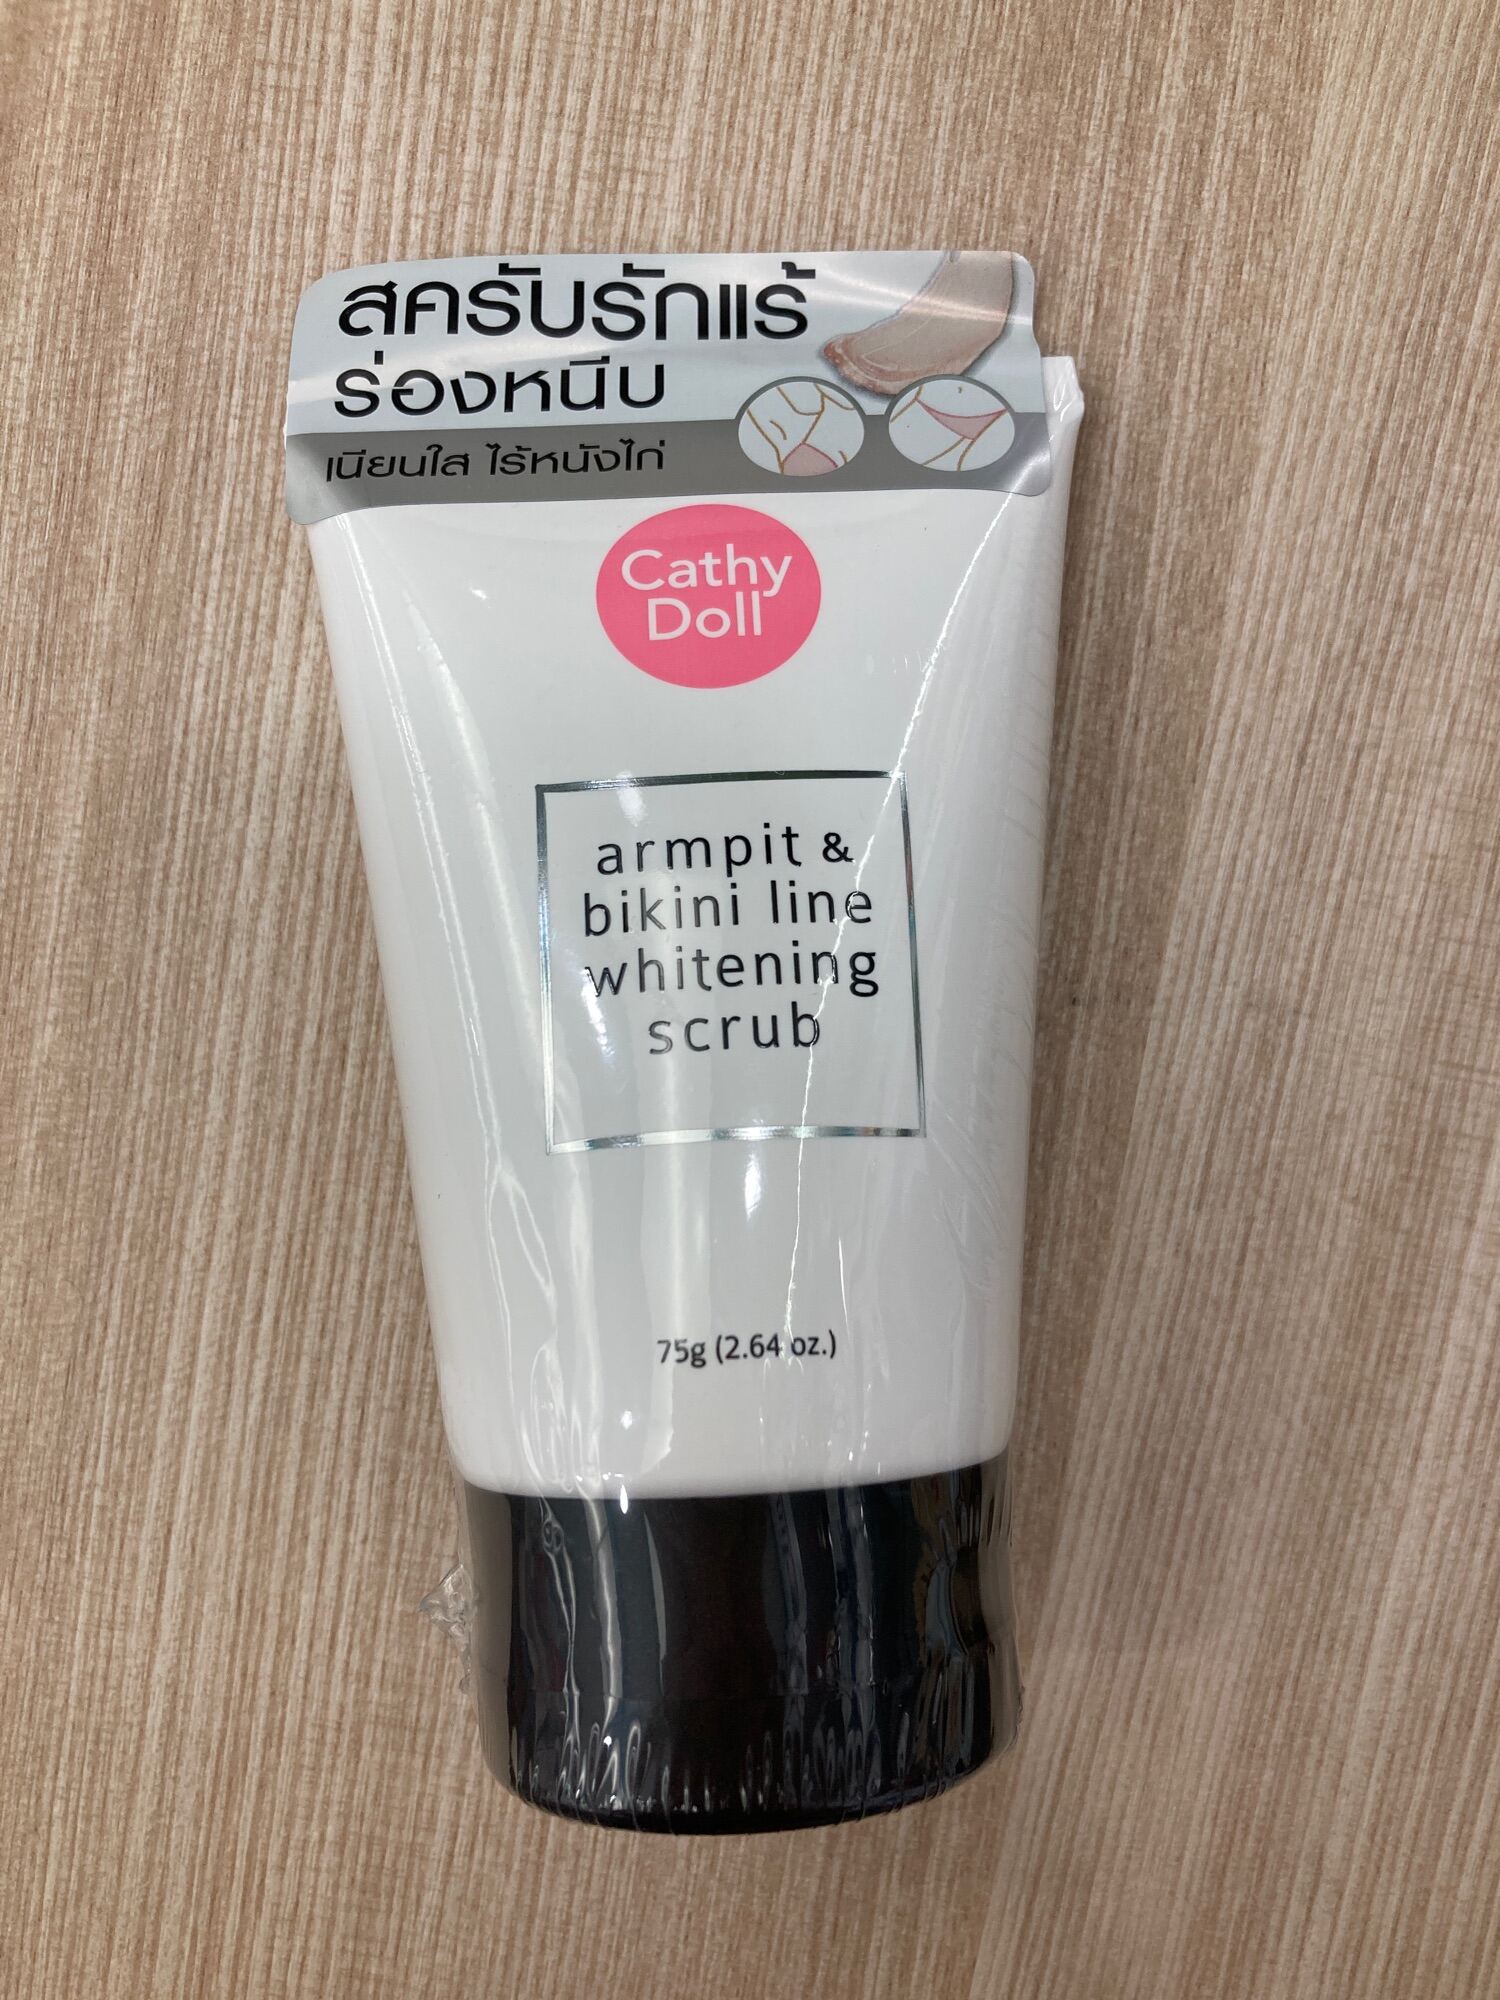 สครับรักแร้
ร่องหนีบ
เนียนใส ไร้หนังไก่
Cathy
Doll
armpit &
bikini line
whitening
scrub
75g (2.64 oz.)